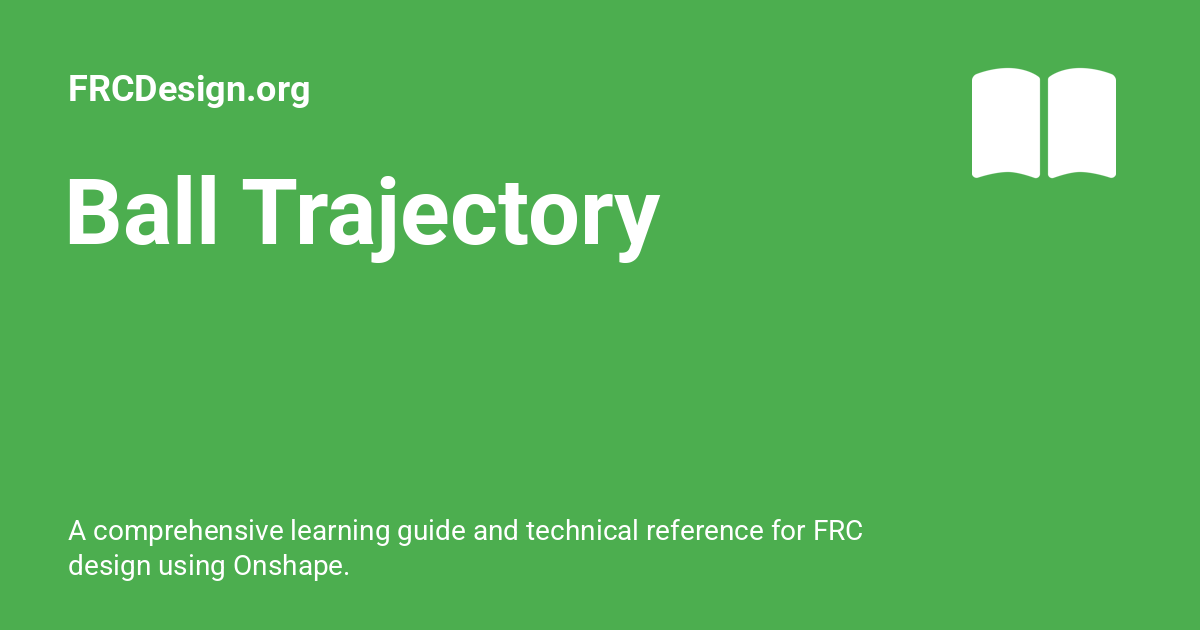 FRCDesign.org
Ball Trajectory
A comprehensive learning guide and technical reference for FRC
design using Onshape.